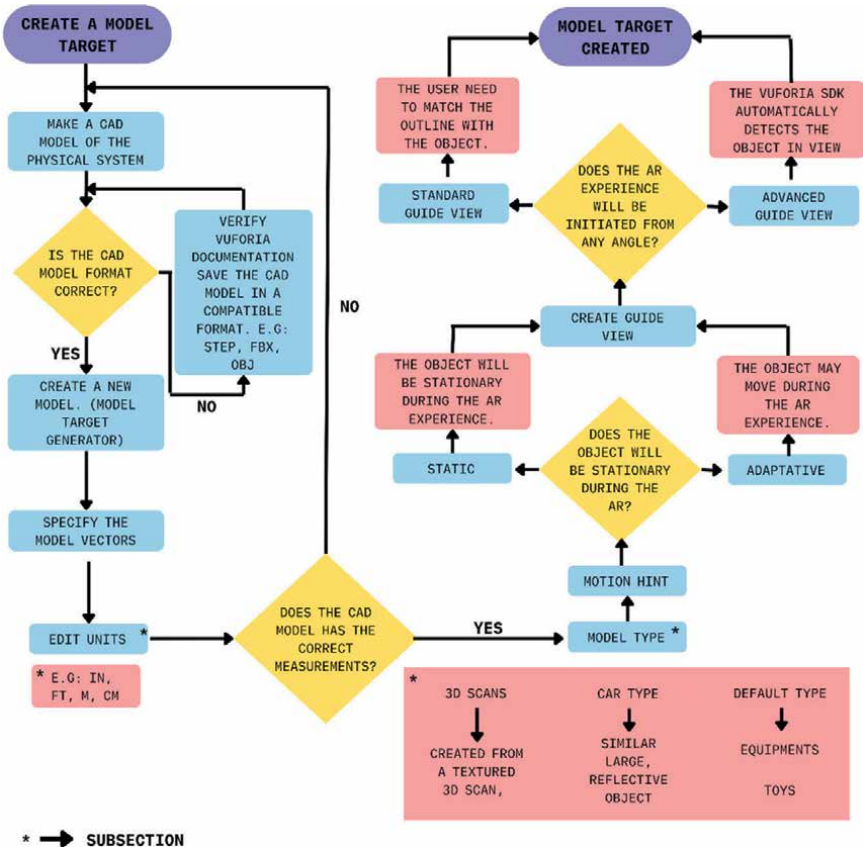 CREATE A MODEL
TARGET
MAKE A CAD
MODEL OF THE
PHYSICAL SYSTEM
IS THE CAD
MODEL FORMAT
CORRECT?
VERIFY
VUFORIA
DOCUMENTATION
SAVE THE CAD
MODEL IN A
COMPATIBLE
FORMAT. E.G:
STEP, FBX,
OBJ
NO
YES
CREATE A NEW
MODEL. (MODEL
TARGET
GENERATOR)
SPECIFY THE
MODEL VECTORS
EDIT UNITS *
* E.G: IN,
FT, M, CM
DOES THE CAD
MODEL HAS THE
CORRECT
MEASUREMENTS?
NO
YES
MODEL TYPE *
*
3D SCANS
CREATED FROM
A TEXTURED
3D SCAN,
CAR TYPE
SIMILAR
LARGE,
REFLECTIVE
OBJECT
DEFAULT TYPE
EQUIPMENTS
TOYS
MOTION HINT
DOES THE
OBJECT WILL
BE STATIONARY
DURING THE
AR?
STATIC
THE OBJECT WILL
BE STATIONARY
DURING THE AR
EXPERIENCE.
ADAPTATIVE
THE OBJECT MAY
MOVE DURING
THE AR
EXPERIENCE.
CREATE GUIDE
VIEW
DOES THE AR
EXPERIENCE
WILL BE
INITIATED FROM
ANY ANGLE?
STANDARD
GUIDE VIEW
THE USER NEED
TO MATCH THE
OUTLINE WITH
THE OBJECT.
ADVANCED
GUIDE VIEW
THE VUFORIA SDK
AUTOMATICALLY
DETECTS THE
OBJECT IN VIEW
MODEL TARGET
CREATED
* SUBSECTION